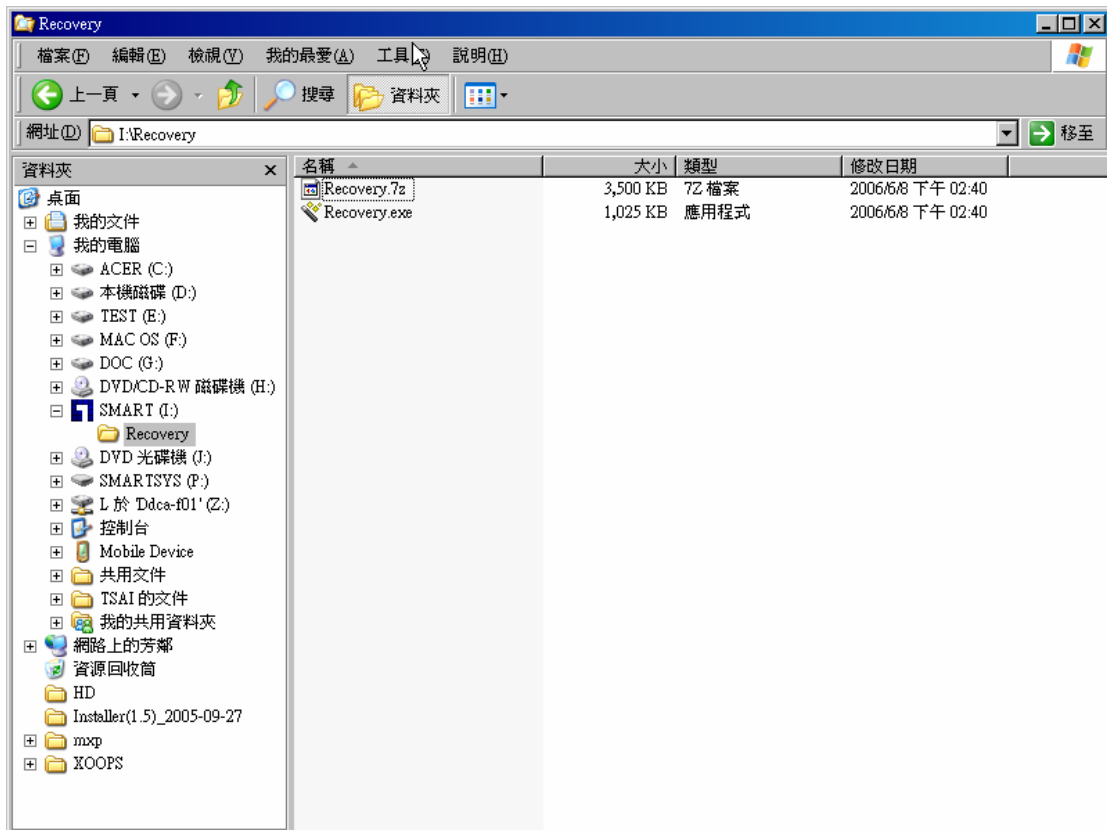 Recovery
檔案(F) 編輯(E) 檢視(V) 我的最愛(A) 工具 說明(H)
上一頁 搜尋 資料夾
網址(D) I:\Recovery 移至
資料夾
桌面
我的文件
我的電腦
ACER (C:)
本機磁碟 (D:)
TEST (E:)
MAC OS (F:)
DOC (G:)
DVD/CD-RW 磁碟機 (H:)
SMART (I:)
Recovery
DVD 光碟機 (J:)
SMARTSYS (P:)
L 於 'Ddca-f01' (Z:)
控制台
Mobile Device
共用文件
TSAI 的文件
我的共用資料夾
網路上的芳鄰
資源回收筒
HD
Installer(1.5)_2005-09-27
mxp
XOOPS
名稱 大小 類型 修改日期
Recovery.7z 3,500 KB 7Z 檔案 2006/6/8 下午 02:40
Recovery.exe 1,025 KB 應用程式 2006/6/8 下午 02:40